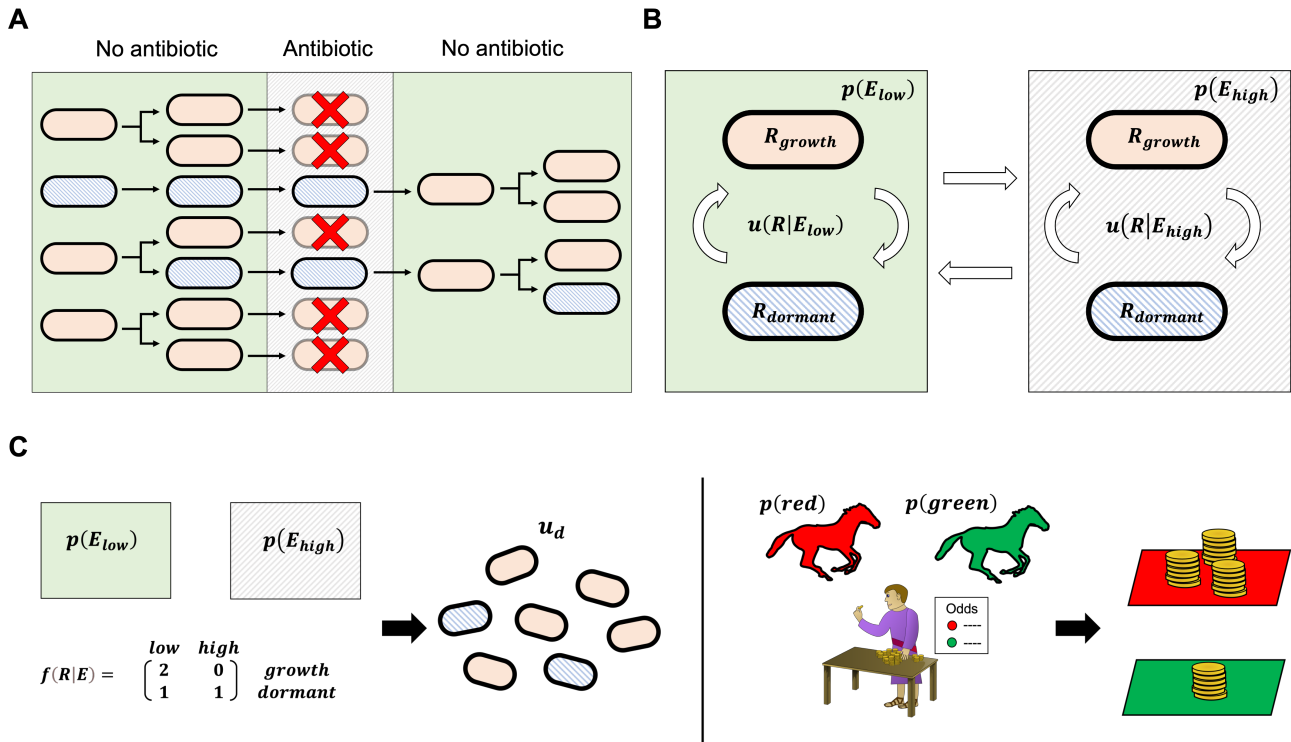 A
No antibiotic Antibiotic No antibiotic
B
p(E_low)
R_growth
u(R|E_low)
R_dormant
p(E_high)
R_growth
u(R|E_high)
R_dormant
C
p(E_low)
p(E_high)
low high
f(R|E) = ( 2 0 ) growth
( 1 1 ) dormant
u_d
p(red)
p(green)
Odds
----
----